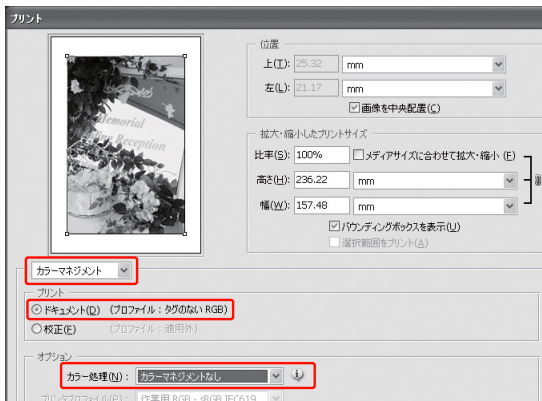 プリント
位置
上(T): 25.32 mm
左(L): 21.17 mm
画像を中央配置(C)
Memorial
Reception
拡大・縮小したプリントサイズ
比率(S): 100% メディアサイズに合わせて拡大・縮小 (F)
高さ(H): 236.22 mm
幅(W): 157.48 mm
バウンディングボックスを表示(U)
選択範囲をプリント(A)
カラーマネジメント
プリント
ドキュメント(D) (プロファイル : タグのない RGB)
校正(E) (プロファイル : 適用外)
オプション
カラー処理(N) : カラーマネジメントなし
プリンタプロファイル(P) : 作業用 RGB - sRGB IEC619